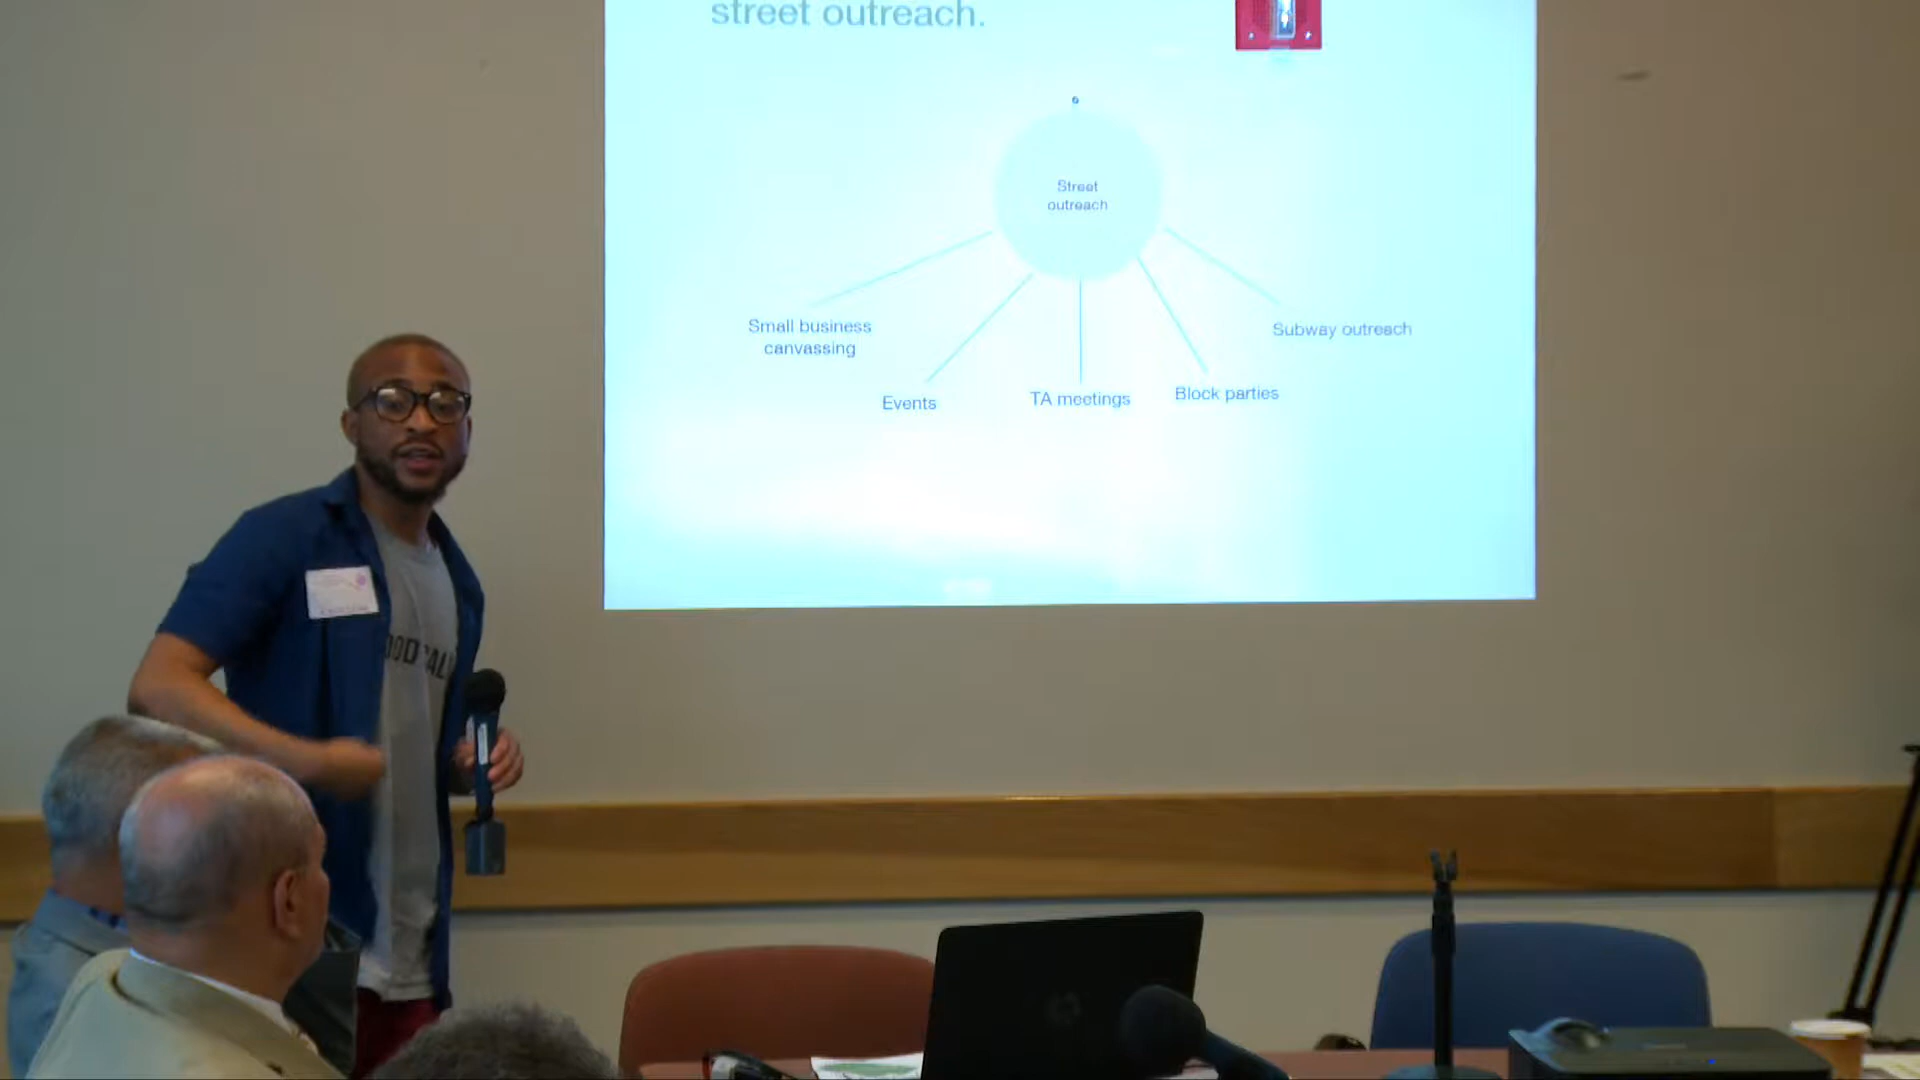 street outreach.
Street
outreach
Small business
canvassing
Subway outreach
Events
TA meetings
Block parties